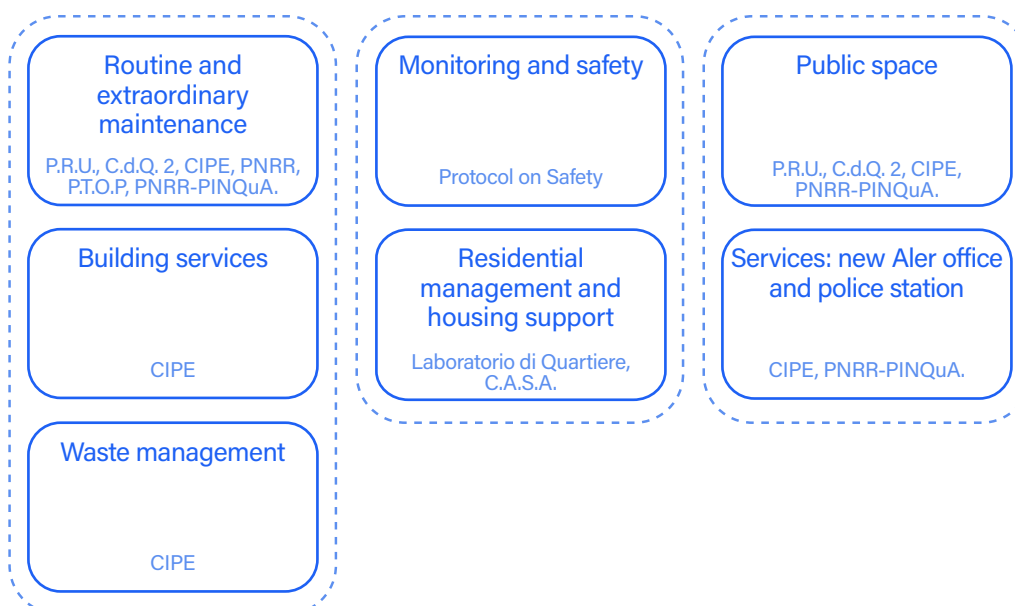 Routine and
extraordinary
maintenance
P.R.U., C.d.Q. 2, CIPE, PNRR,
P.T.O.P, PNRR-PINQuA.
Building services
CIPE
Waste management
CIPE
Monitoring and safety
Protocol on Safety
Residential
management and
housing support
Laboratorio di Quartiere,
C.A.S.A.
Public space
P.R.U., C.d.Q. 2, CIPE,
PNRR-PINQuA.
Services: new Aler office
and police station
CIPE, PNRR-PINQuA.